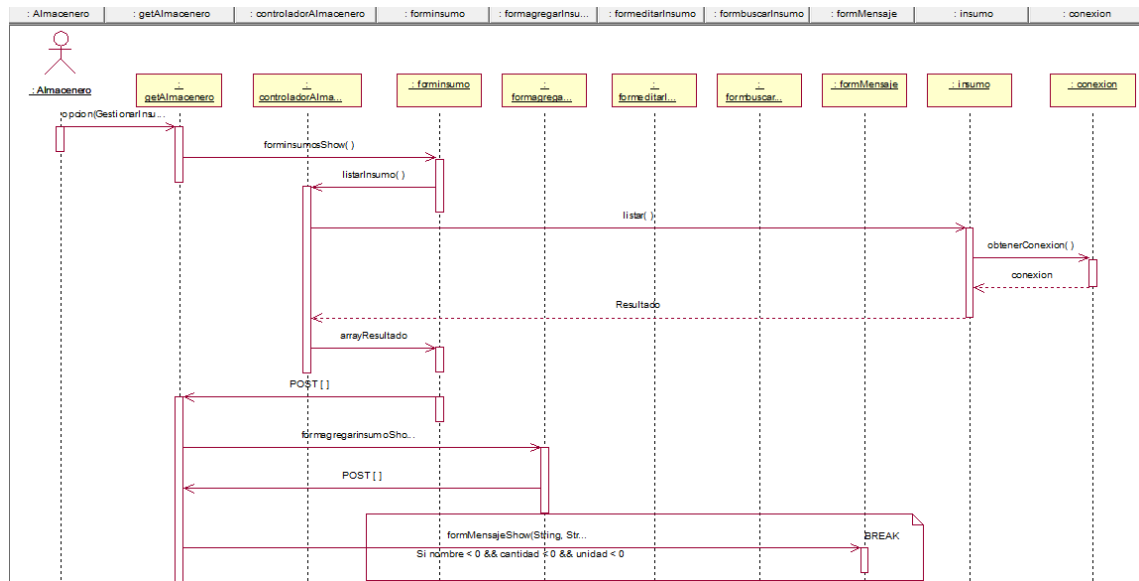 : Almacenero
: getAlmacenero
: controladorAlmacenero
: forminsumo
: formagregarInsu...
: formeditarInsumo
: formbuscarInsumo
: formMensaje
: insumo
: conexion
: Almacenero
:
getAlmacenero
:
controladorAlma...
: forminsumo
:
formagrega...
:
formeditarI...
:
formbuscar...
: formMensaje
: insumo
: conexion
opcion(GestionarInsu...
forminsumosShow( )
listarInsumo( )
listar( )
obtenerConexion( )
conexion
Resultado
arrayResultado
POST [ ]
formagregarinsumoSho...
POST [ ]
formMensajeShow(String, Str...
BREAK
Si nombre < 0 && cantidad < 0 && unidad < 0